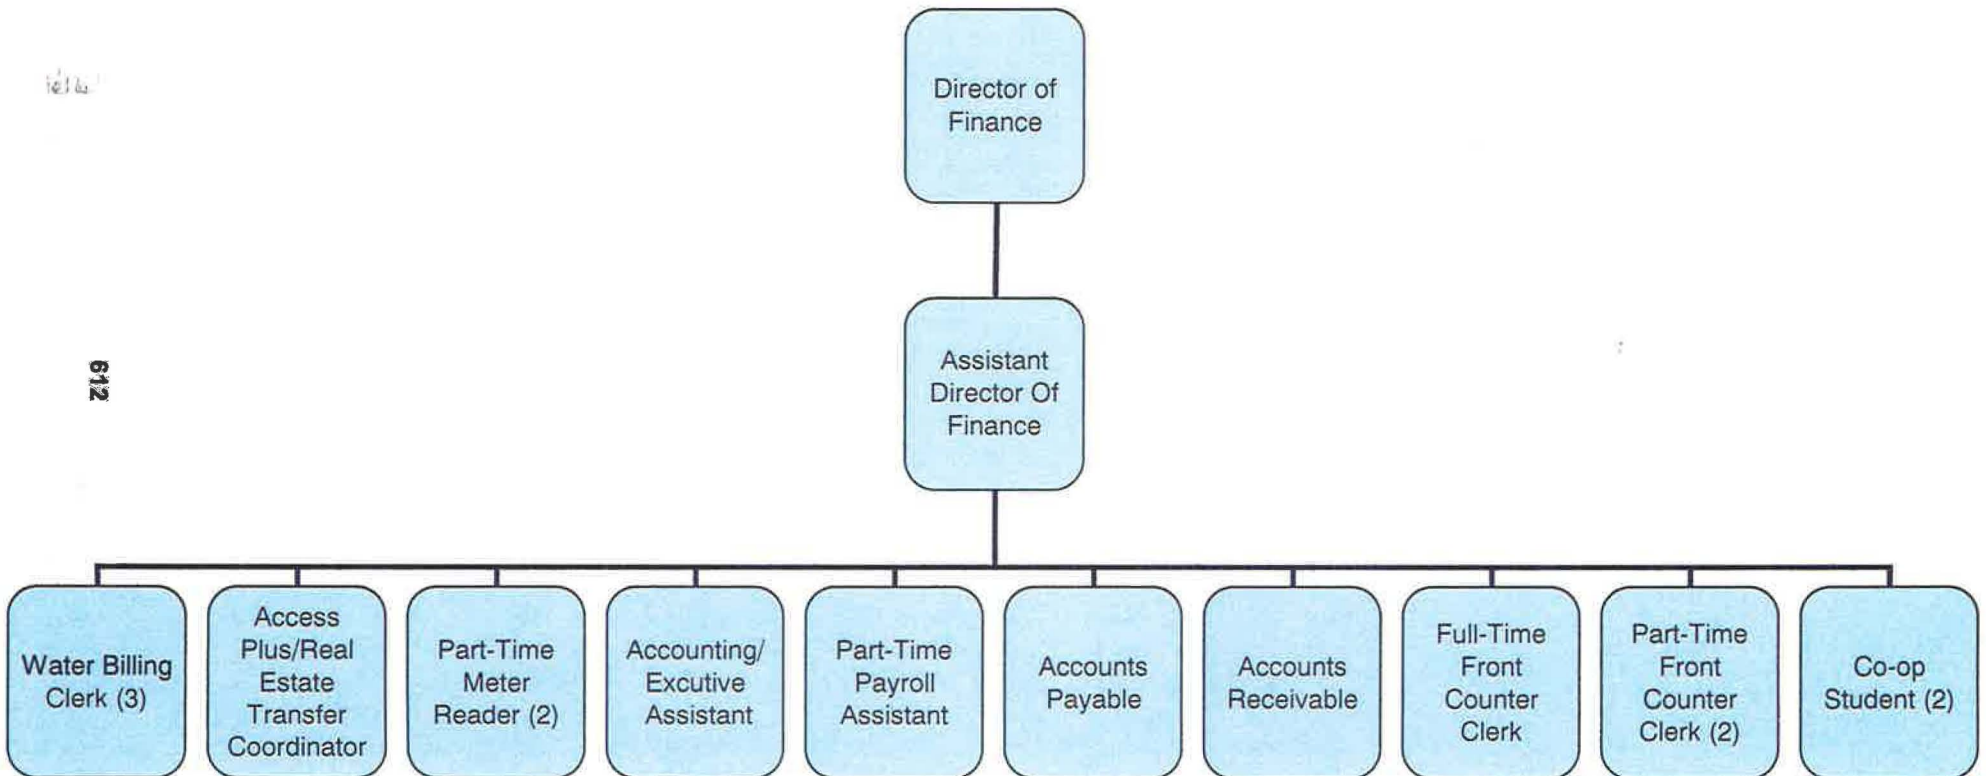 Director of
Finance
612
Assistant
Director Of
Finance
Water Billing
Clerk (3)
Access
Plus/Real
Estate
Transfer
Coordinator
Part-Time
Meter
Reader (2)
Accounting/
Excutive
Assistant
Part-Time
Payroll
Assistant
Accounts
Payable
Accounts
Receivable
Full-Time
Front
Counter
Clerk
Part-Time
Front
Counter
Clerk (2)
Co-op
Student (2)